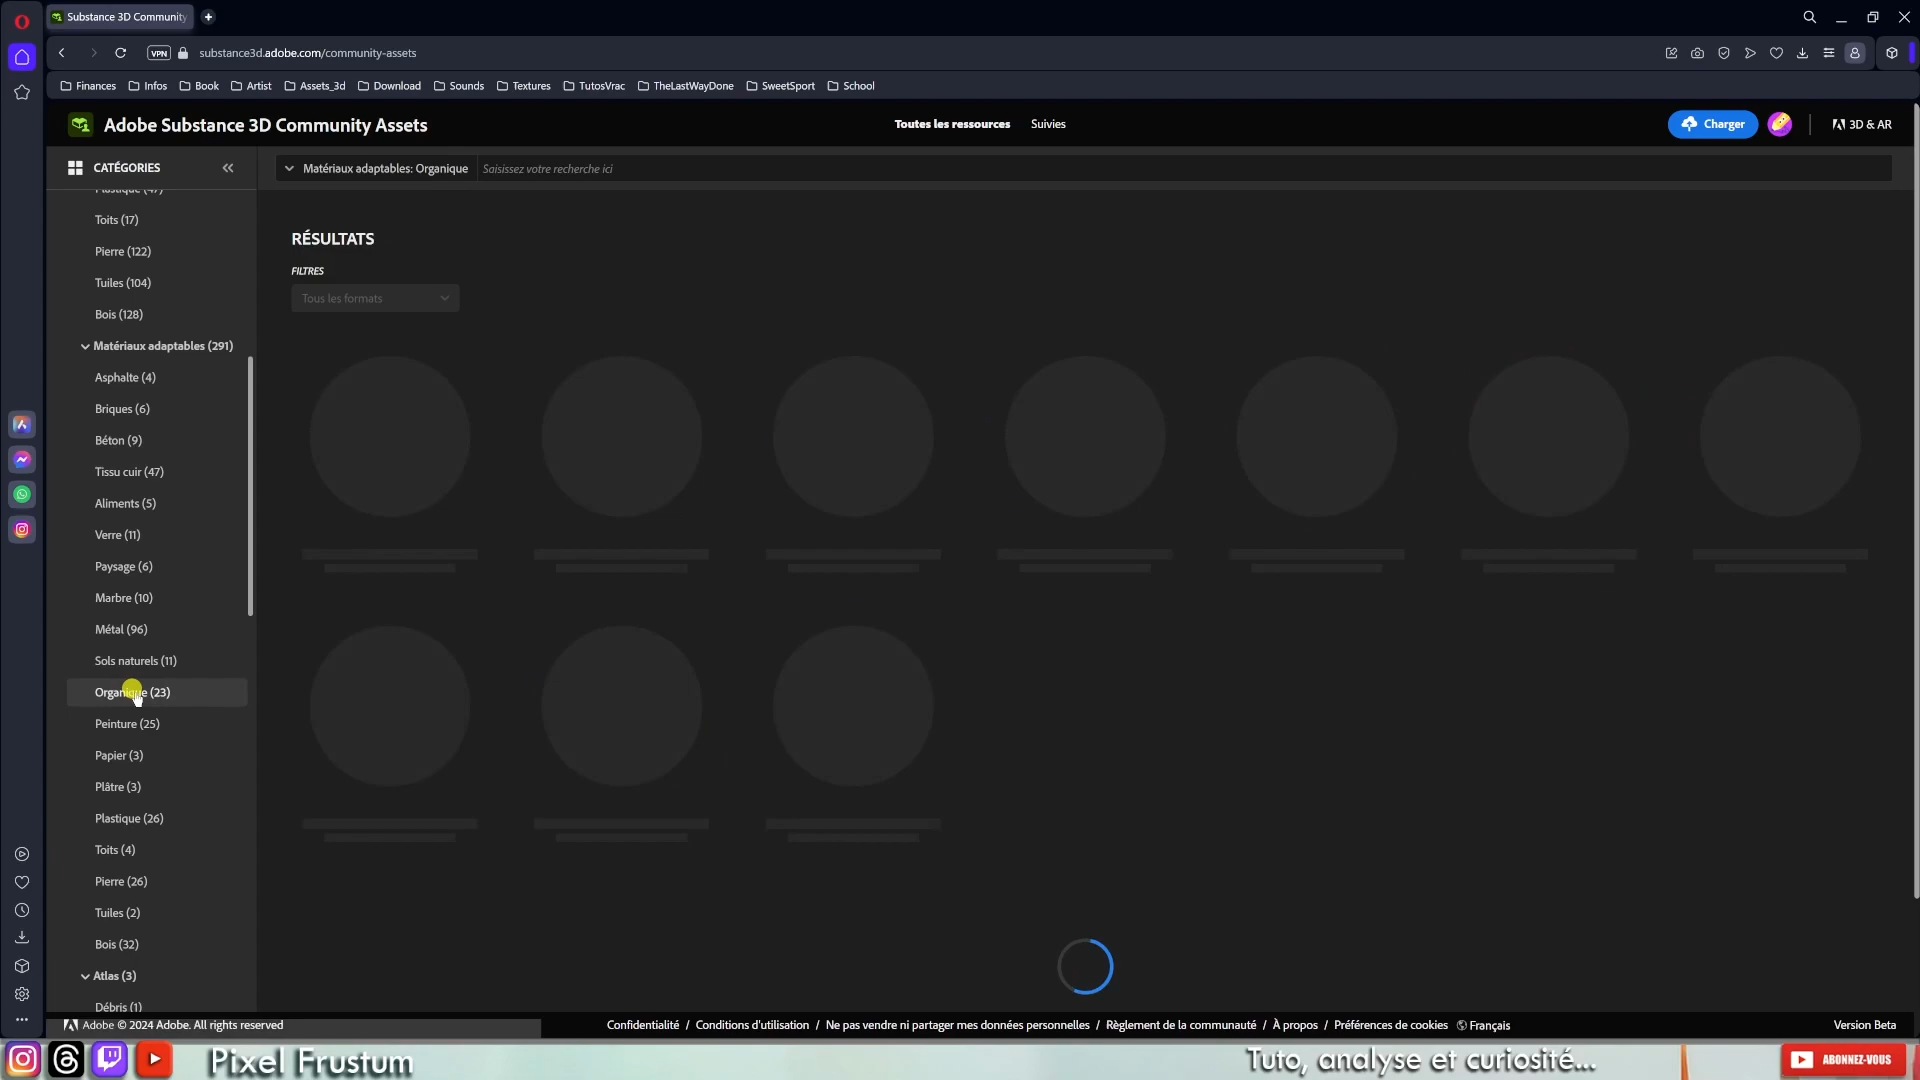 Substance 3D Community
VPN substance3d.adobe.com/community-assets
Finances Infos Book Artist Assets_3d Download Sounds Textures TutosVrac TheLastWayDone SweetSport School
Adobe Substance 3D Community Assets
Toutes les ressources Suivies
Charger
3D & AR
CATÉGORIES
Matériaux adaptables: Organique
Saisissez votre recherche ici
Plastique (47)
Toits (17)
Pierre (122)
Tuiles (104)
Bois (128)
Matériaux adaptables (291)
Asphalte (4)
Briques (6)
Béton (9)
Tissu cuir (47)
Aliments (5)
Verre (11)
Paysage (6)
Marbre (10)
Métal (96)
Sols naturels (11)
Organique (23)
Peinture (25)
Papier (3)
Plâtre (3)
Plastique (26)
Toits (4)
Pierre (26)
Tuiles (2)
Bois (32)
Atlas (3)
Débris (1)
RÉSULTATS
FILTRES
Tous les formats
Adobe © 2024 Adobe. All rights reserved
Confidentialité / Conditions d'utilisation / Ne pas vendre ni partager mes données personnelles / Règlement de la communauté / À propos / Préférences de cookies Français
Version Beta
Pixel Frustum
Tuto, analyse et curiosité...
ABONNEZ-VOUS